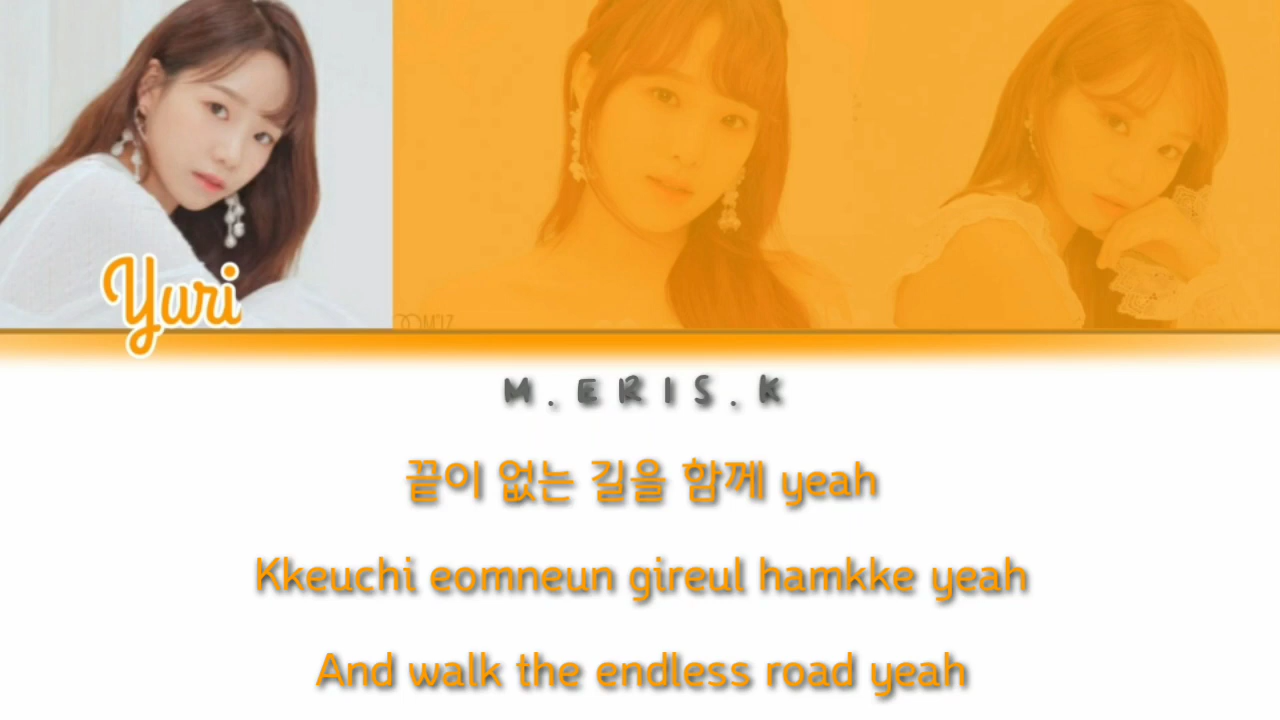 Yuri
M.ERIS.K
끝이 없는 길을 함께 yeah
Kkeuchi eomneun gireul hamkke yeah
And walk the endless road yeah